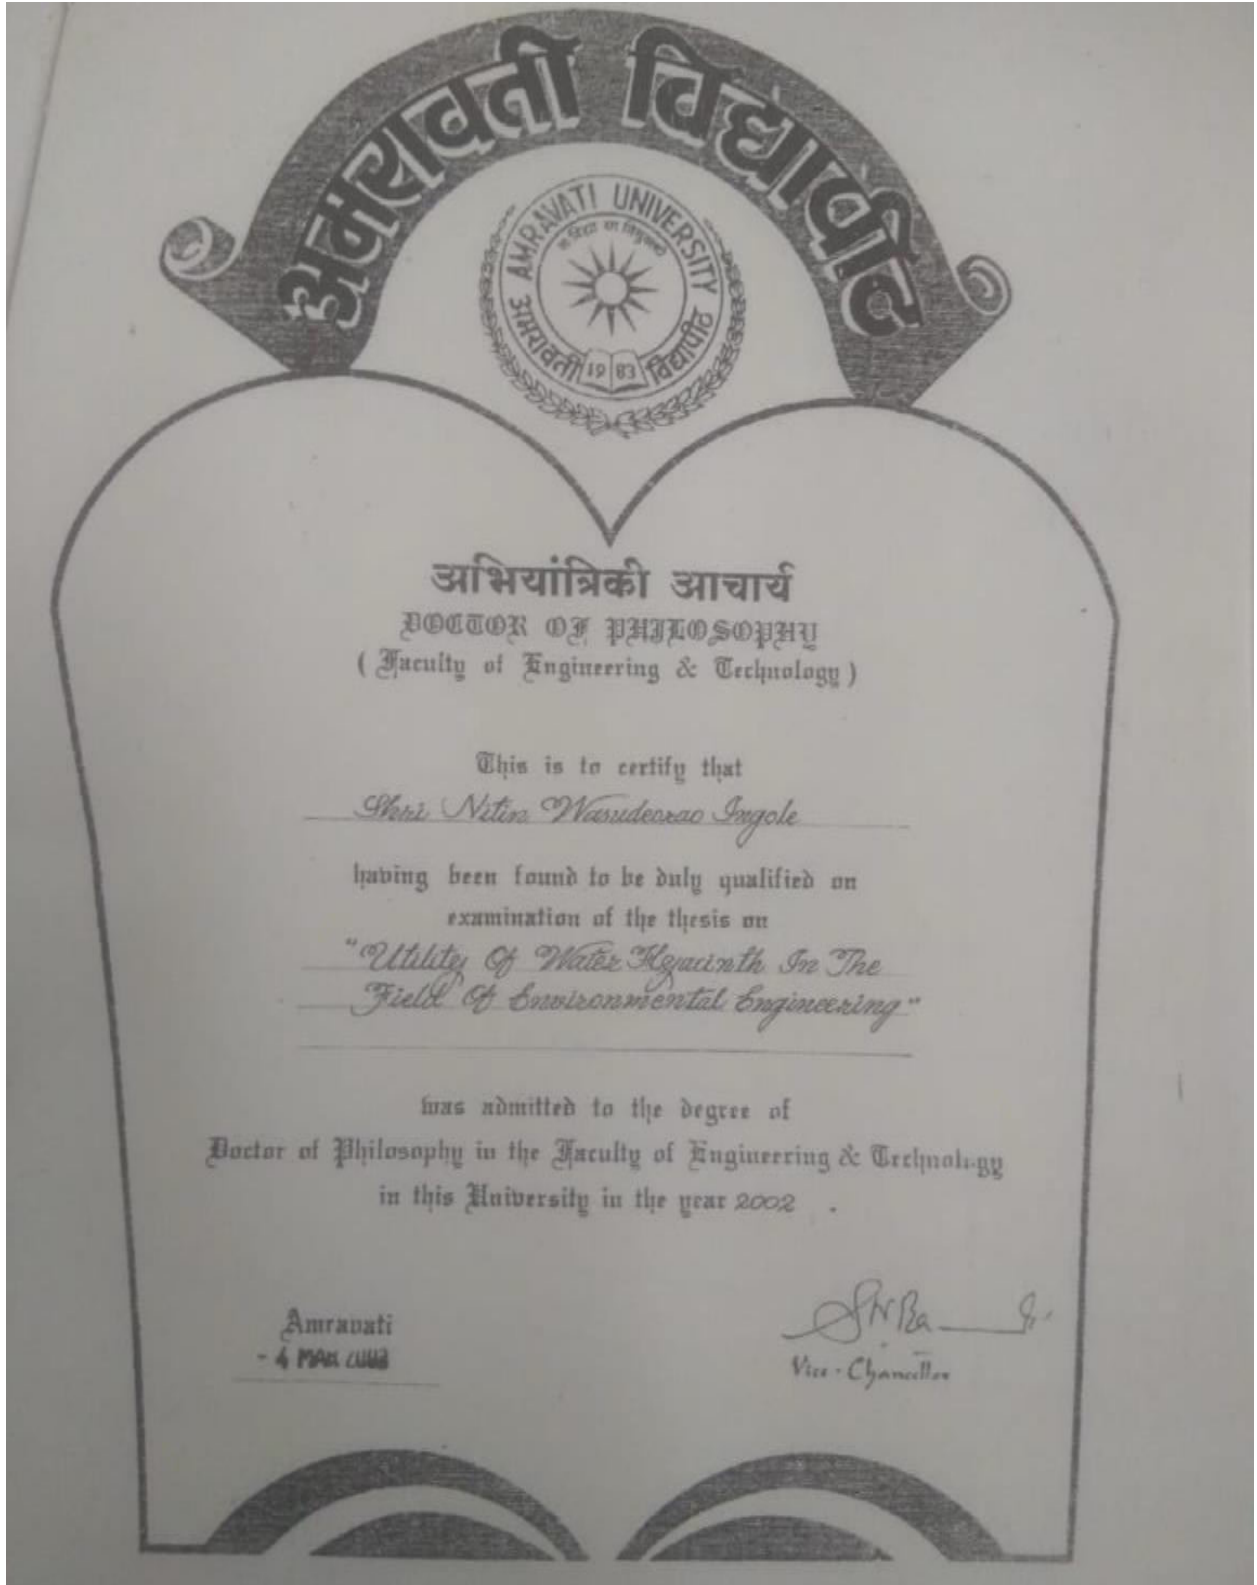 अमरावती विद्यापीठ
AMRAVATI UNIVERSITY
अमरावती विद्यापीठ
19 83
अभियांत्रिकी आचार्य
DOCTOR OF PHILOSOPHY
( Faculty of Engineering & Technology )
This is to certify that
Shri Nitin Wasudeorao Ingole
having been found to be duly qualified on
examination of the thesis on
"Utility Of Water Hyacinth In The
Field Of Environmental Engineering"
was admitted to the degree of
Doctor of Philosophy in the Faculty of Engineering & Technology
in this University in the year 2002 .
Amravati
- 4 MAR
Vice - Chancellor